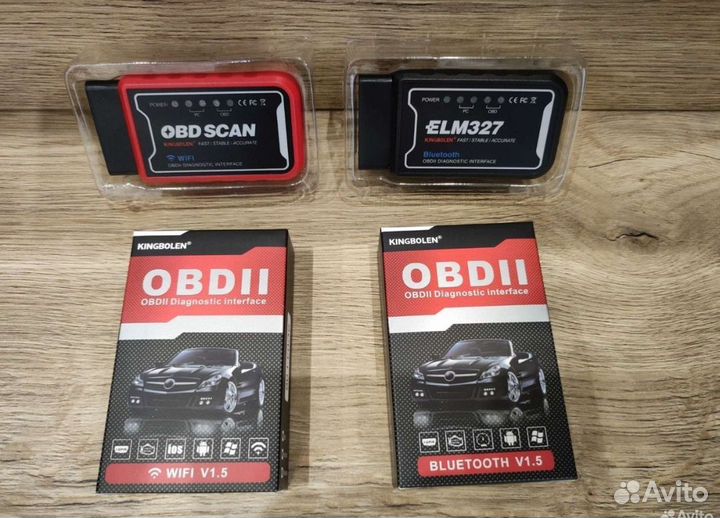 POWER
PC
OBD
CE FC
OBD SCAN
KINGBOLEN® FAST / STABLE / ACCURATE
WIFI
OBDII DIAGNOSTIC INTERFACE
POWER
PC
OBD
CE FC
ELM327
KINGBOLEN® FAST / STABLE / ACCURATE
Bluetooth
OBDII DIAGNOSTIC INTERFACE
KINGBOLEN®
OBDII
OBDII Diagnostic interface
iOS
WIFI V1.5
KINGBOLEN®
OBDII
OBDII Diagnostic interface
BLUETOOTH V1.5
Avito
Avito